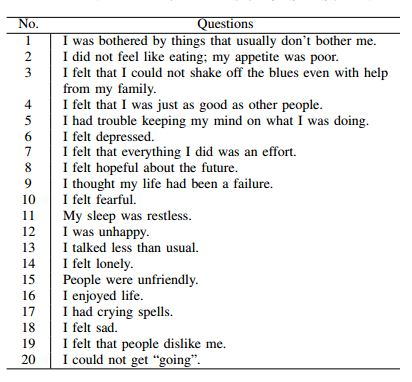 No. Questions
1 I was bothered by things that usually don't bother me.
2 I did not feel like eating; my appetite was poor.
3 I felt that I could not shake off the blues even with help
from my family.
4 I felt that I was just as good as other people.
5 I had trouble keeping my mind on what I was doing.
6 I felt depressed.
7 I felt that everything I did was an effort.
8 I felt hopeful about the future.
9 I thought my life had been a failure.
10 I felt fearful.
11 My sleep was restless.
12 I was unhappy.
13 I talked less than usual.
14 I felt lonely.
15 People were unfriendly.
16 I enjoyed life.
17 I had crying spells.
18 I felt sad.
19 I felt that people dislike me.
20 I could not get “going”.